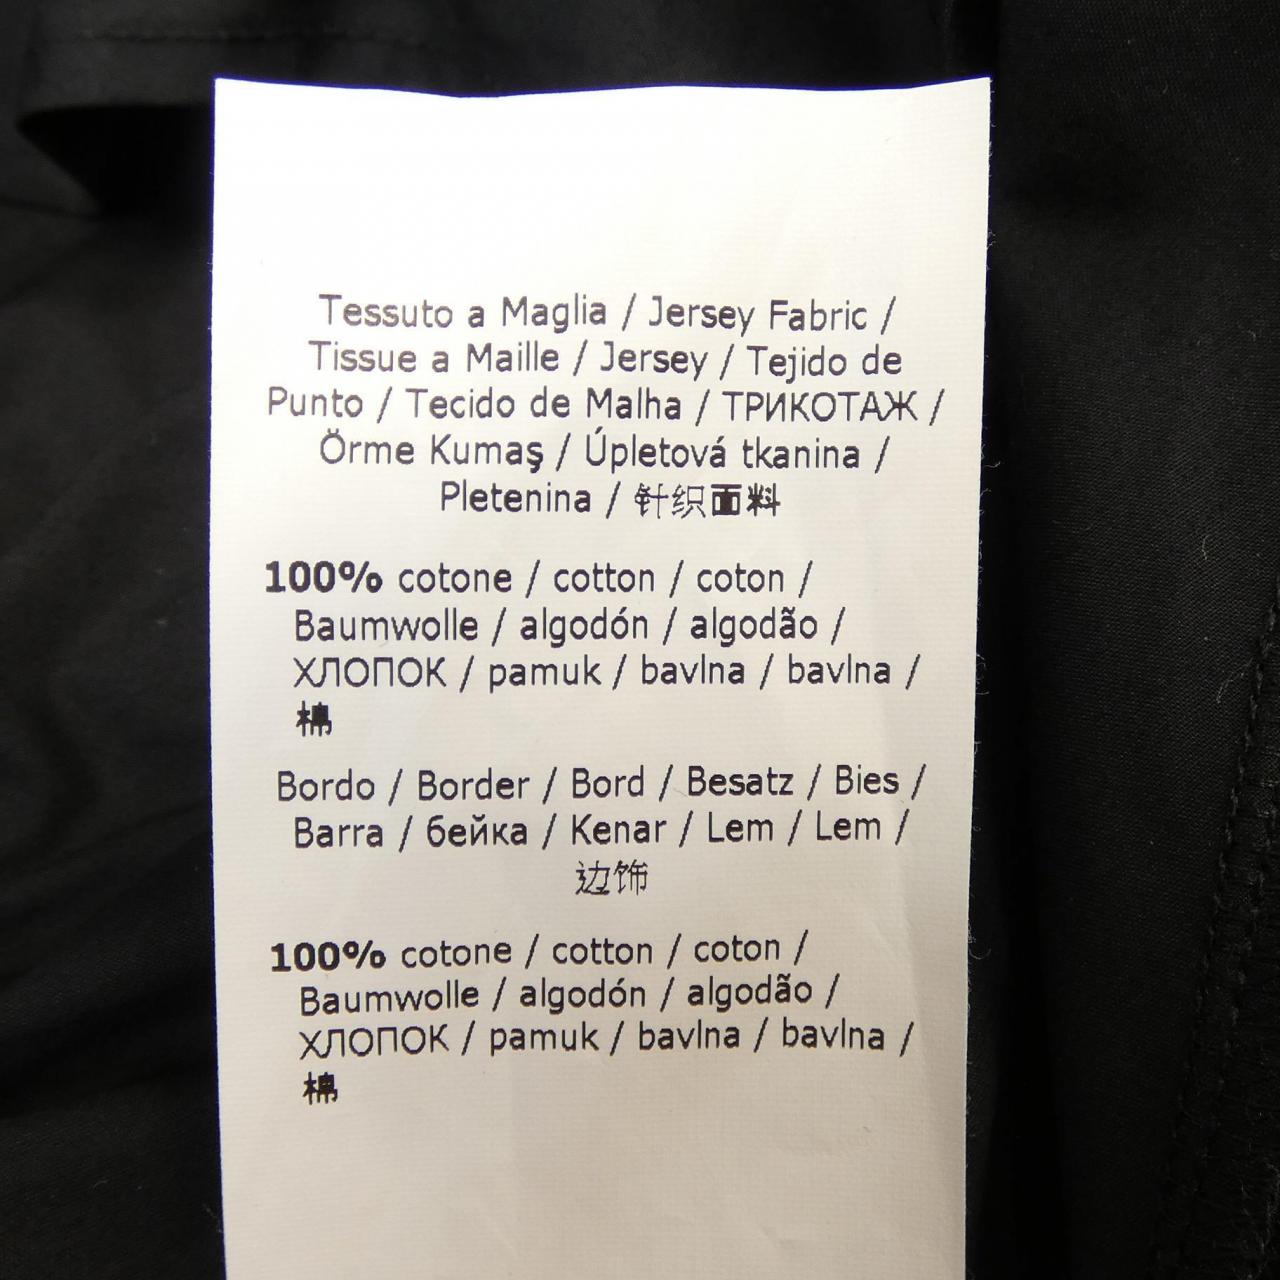 Tessuto a Maglia / Jersey Fabric /
Tissue a Maille / Jersey / Tejido de
Punto / Tecido de Malha / ТРИКОТАЖ /
Örme Kumaş / Úpletová tkanina /
Pletenina / 针织面料
100% cotone / cotton / coton /
Baumwolle / algodón / algodão /
ХЛОПОК / pamuk / bavlna / bavlna /
棉
Bordo / Border / Bord / Besatz / Bies /
Barra / бейка / Kenar / Lem / Lem /
边饰
100% cotone / cotton / coton /
Baumwolle / algodón / algodão /
ХЛОПОК / pamuk / bavlna / bavlna /
棉